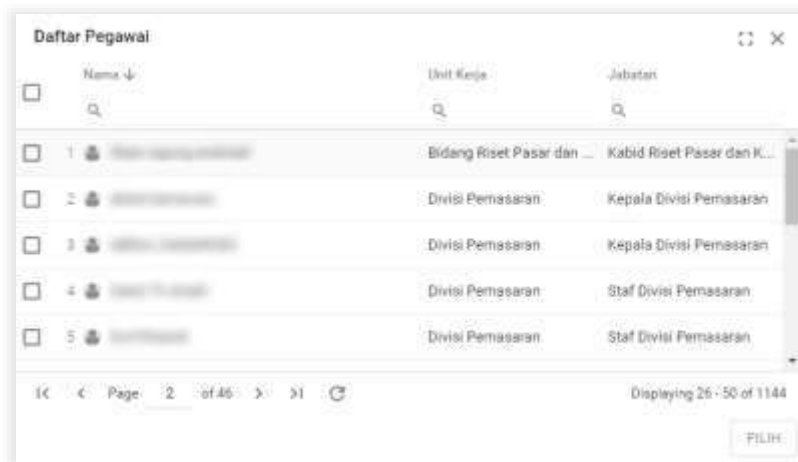 Daftar Pegawai
Nama Unit Kerja Jabatan
1 Bidang Riset Pasar dan ... Kabid Riset Pasar dan K...
2 Divisi Pemasaran Kepala Divisi Pemasaran
3 Divisi Pemasaran Kepala Divisi Pemasaran
4 Divisi Pemasaran Staf Divisi Pemasaran
5 Divisi Pemasaran Staf Divisi Pemasaran
Page 2 of 46 Displaying 26 - 50 of 1144
PILIH